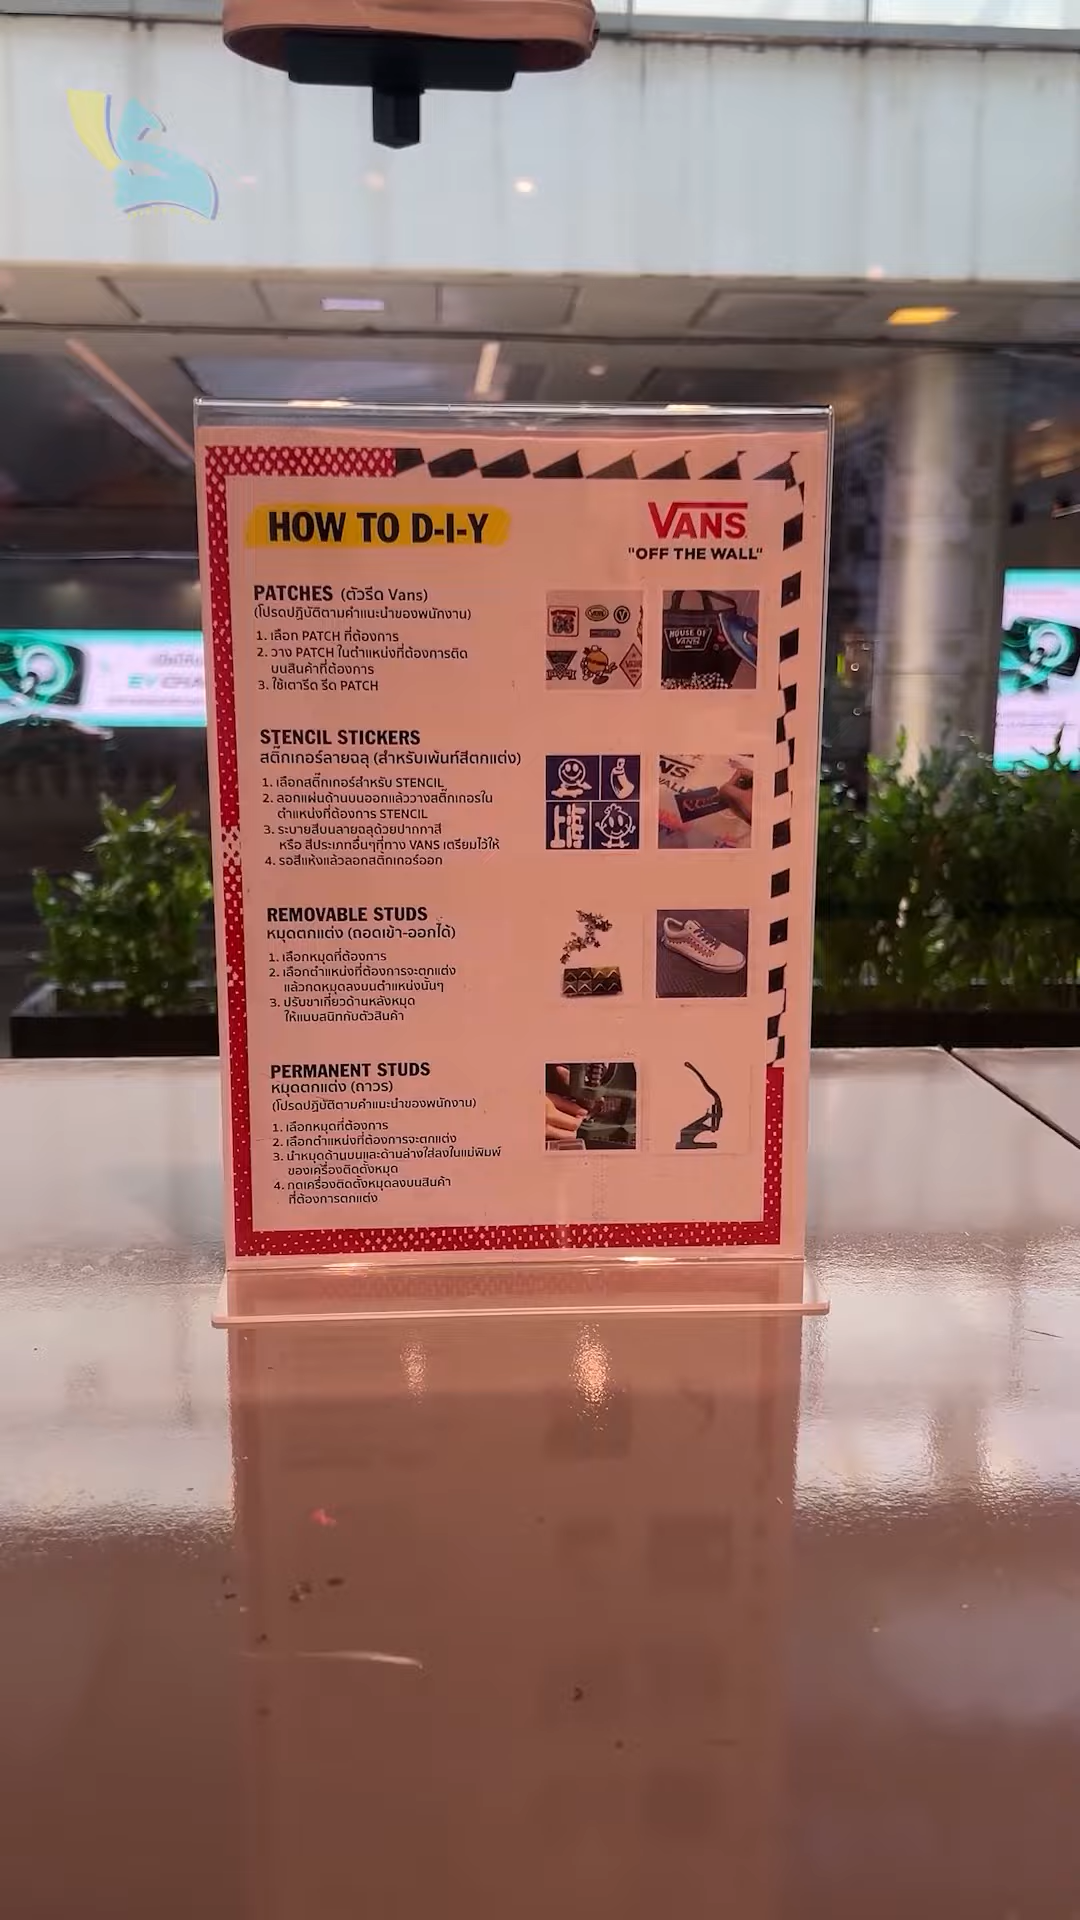 HOW TO D-I-Y
VANS
"OFF THE WALL"
PATCHES (ตัวรีด Vans)
(โปรดปฏิบัติตามคำแนะนำของพนักงาน)
1. เลือก PATCH ที่ต้องการ
2. วาง PATCH ในตำแหน่งที่ต้องการติด
บนสินค้าที่ต้องการ
3. ใช้เตารีด รีด PATCH
HOUSE OF
VANS
STENCIL STICKERS
สติ๊กเกอร์ลายฉลุ (สำหรับเพ้นท์สีตกแต่ง)
1. เลือกสติ๊กเกอร์สำหรับ STENCIL
2. ลอกแผ่นด้านบนออกแล้ววางสติ๊กเกอร์ใน
ตำแหน่งที่ต้องการ STENCIL
3. ระบายสีบนลายฉลุด้วยปากกาสี
หรือ สีประเภทอื่นๆที่ทาง VANS เตรียมไว้ให้
4. รอสีแห้งแล้วลอกสติ๊กเกอร์ออก
REMOVABLE STUDS
หมุดตกแต่ง (ถอดเข้า-ออกได้)
1. เลือกหมุดที่ต้องการ
2. เลือกตำแหน่งที่ต้องการจะตกแต่ง
แล้วกดหมุดลงบนตำแหน่งนั้นๆ
3. ปรับขาเกี่ยวด้านหลังหมุด
ให้แนบสนิทกับตัวสินค้า
PERMANENT STUDS
หมุดตกแต่ง (ถาวร)
(โปรดปฏิบัติตามคำแนะนำของพนักงาน)
1. เลือกหมุดที่ต้องการ
2. เลือกตำแหน่งที่ต้องการจะตกแต่ง
3. นำหมุดด้านบนและด้านล่างใส่ลงในแม่พิมพ์
ของเครื่องติดตั้งหมุด
4. กดเครื่องติดตั้งหมุดลงบนสินค้า
ที่ต้องการตกแต่ง